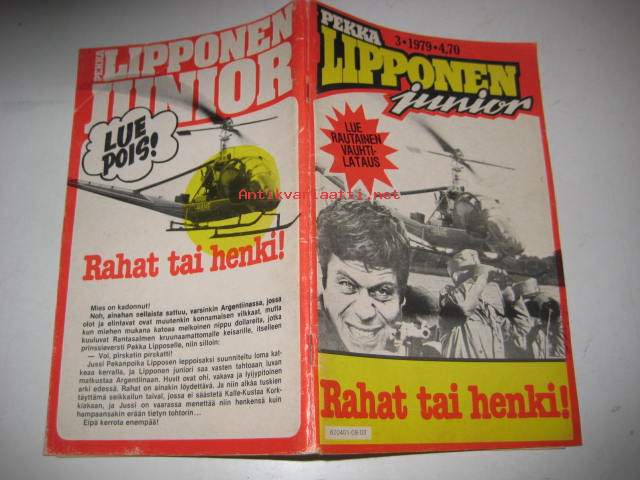 PEKKA
LIPPONEN
JUNIOR
LUE
POIS!
Rahat tai henki!
Mies on kadonnut!
Noh, ainahan sellaista sattuu, varsinkin Argentiinassa, jossa
olot ja elintavat ovat muutenkin konnamaisen vilkkaat, mutta
kun miehen mukana katoaa melkoinen nippu dollareita, jotka
kuuluvat Rantasalmen kruunaamattomalle keisarille, itselleen
prinssieversti Pekka Lipposelle, niin silloin:
— Voi, pirskatin pirskatti!
Jussi Pekanpoika Lipposen leppoisaksi suunniteltu loma kat-
keaa kerralla, ja Lipponen juniori saa vasten tahtoaan luvan
matkustaa Argentiinaan. Huvit ovat ohi, vakava ja lyijypitoinen
arki edessä. Rahat on ainakin löydettävä. Ja niin alkaa tuskien
täyttämä seikkailun taival, jossa ei säästetä Kalle-Kustaa Kork-
kiakaan, ja Jussi on vaarassa menettää niin henkensä kuin
hampaansakin erään tietyn tohtorin...
Eipä kerrota enempää!
PEKKA
3•1979•4,70
LIPPONEN
junior
LUE
RAUTAINEN
VAUHTI-
LATAUS
Rahat tai henki!
620401-09-03
Antikvariaatti.net